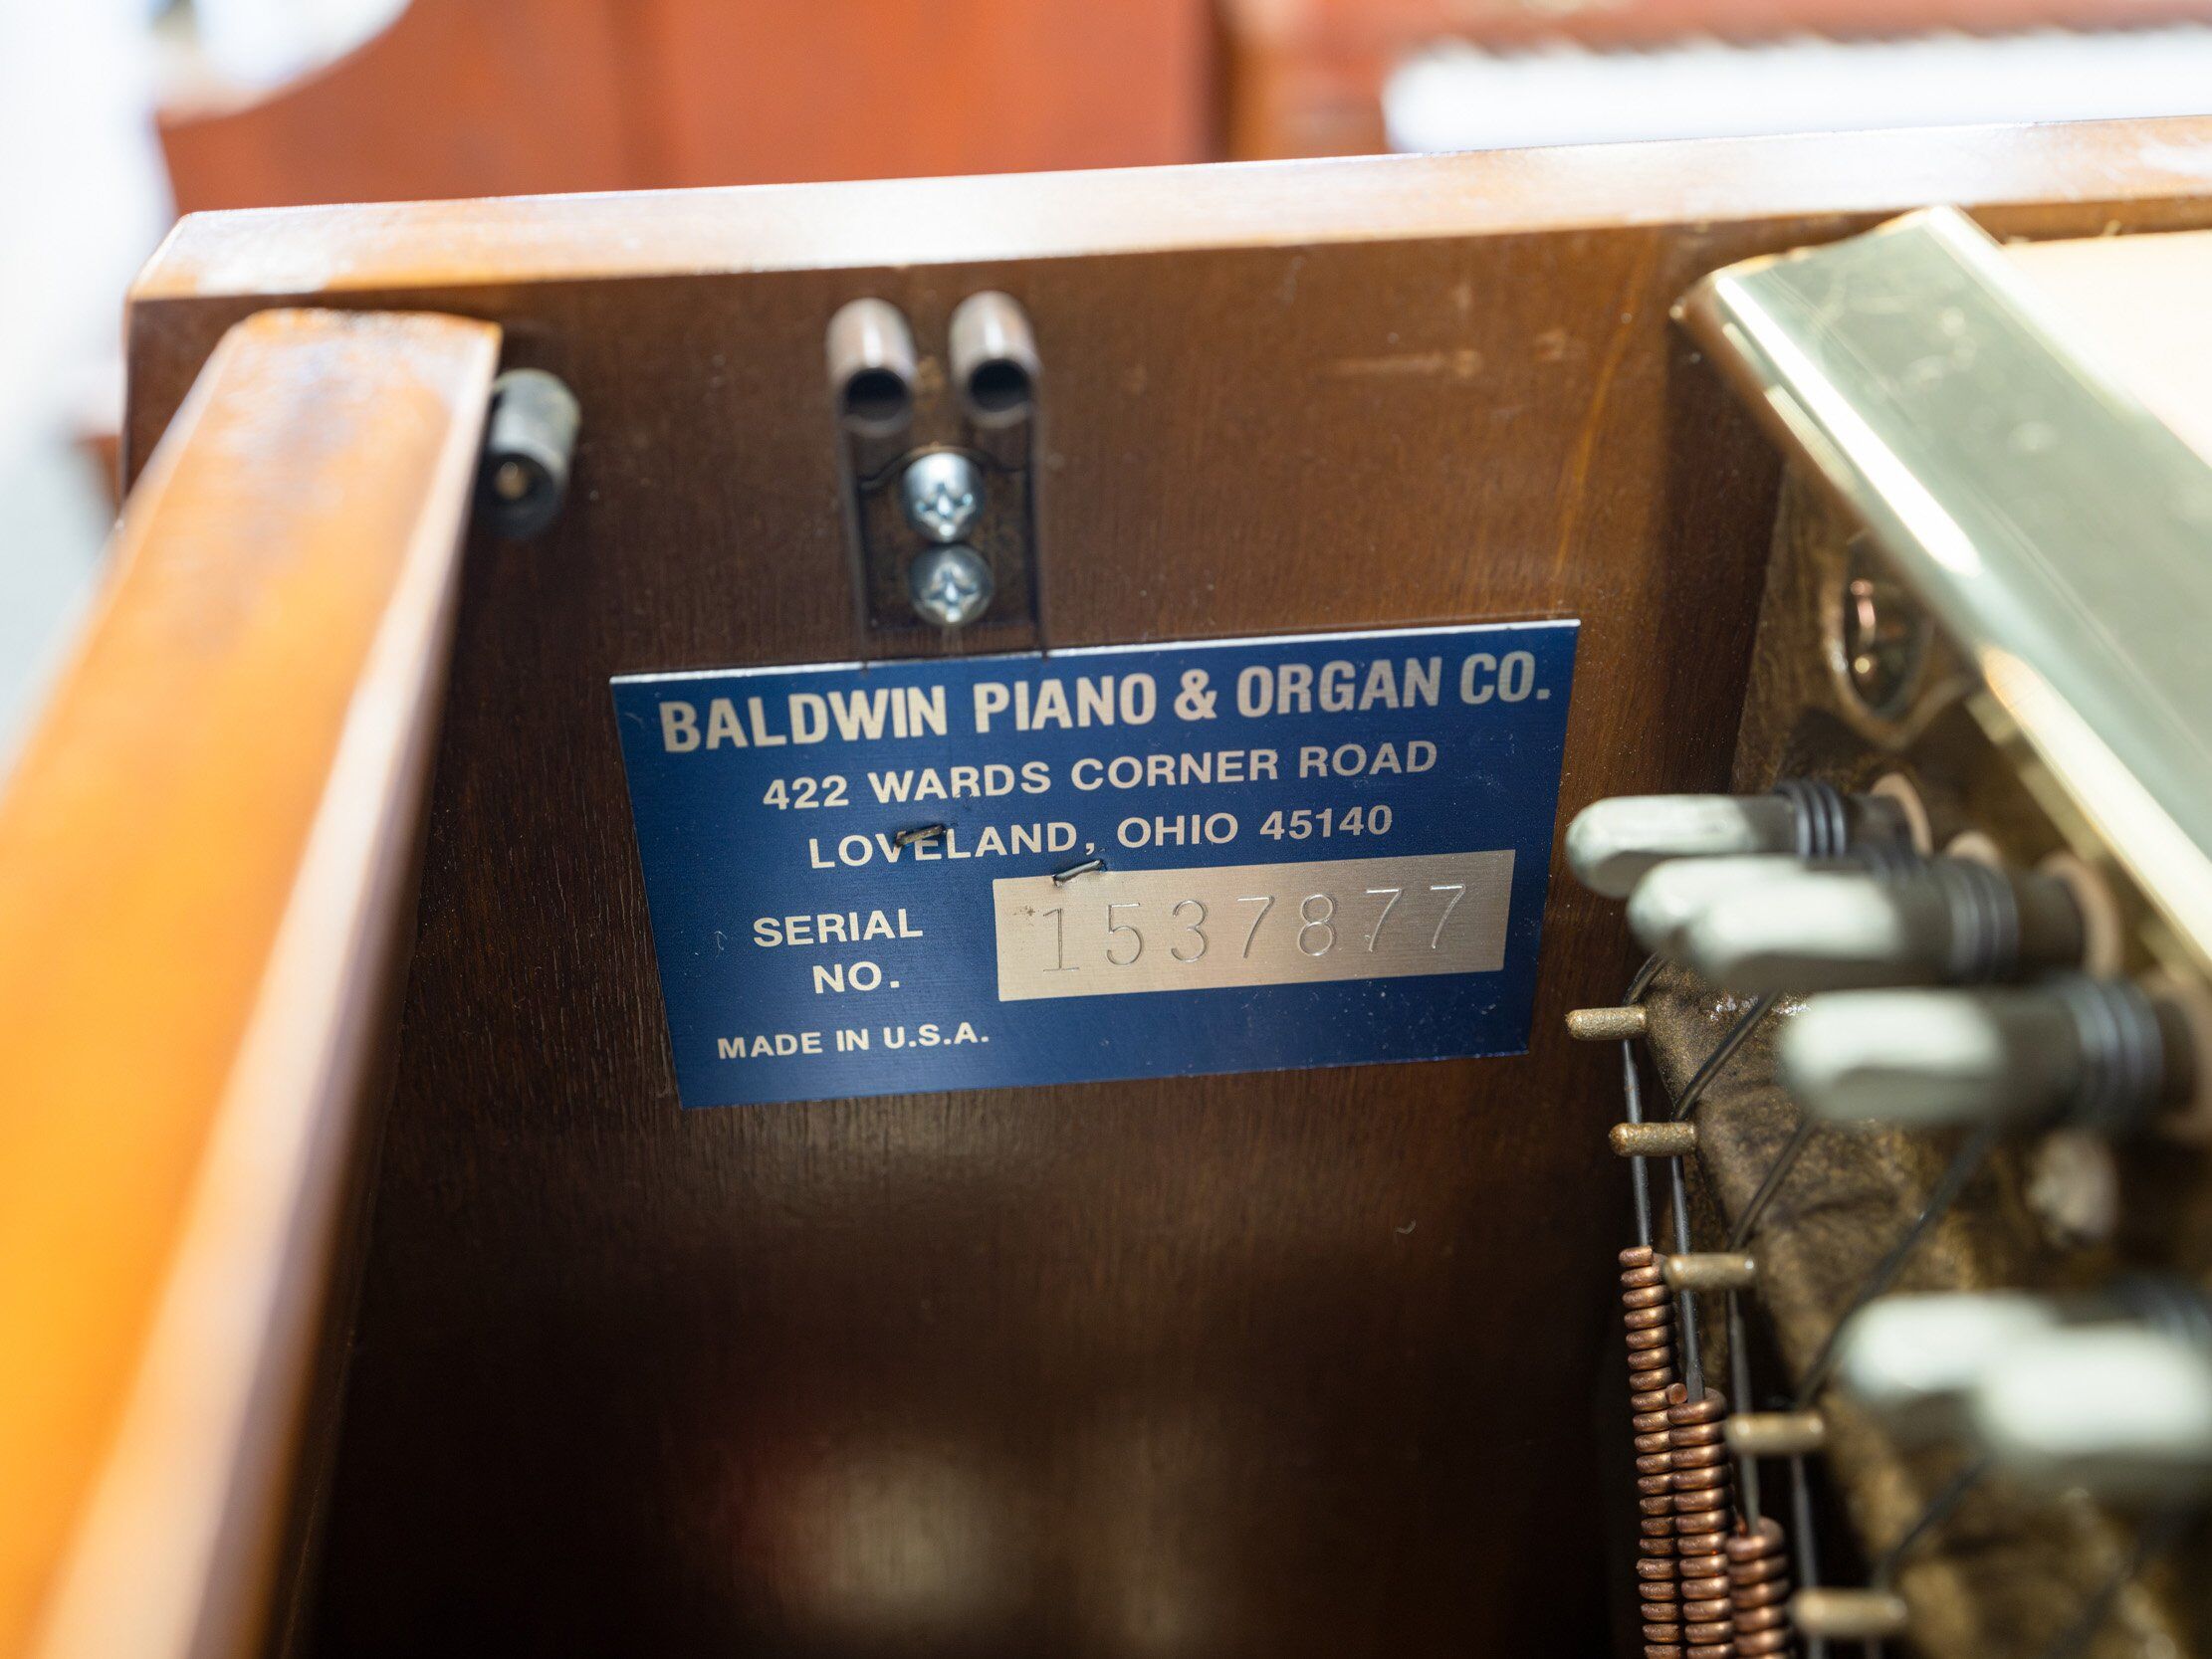 BALDWIN PIANO & ORGAN CO.
422 WARDS CORNER ROAD
LOVELAND, OHIO 45140
SERIAL NO. 1537877
MADE IN U.S.A.